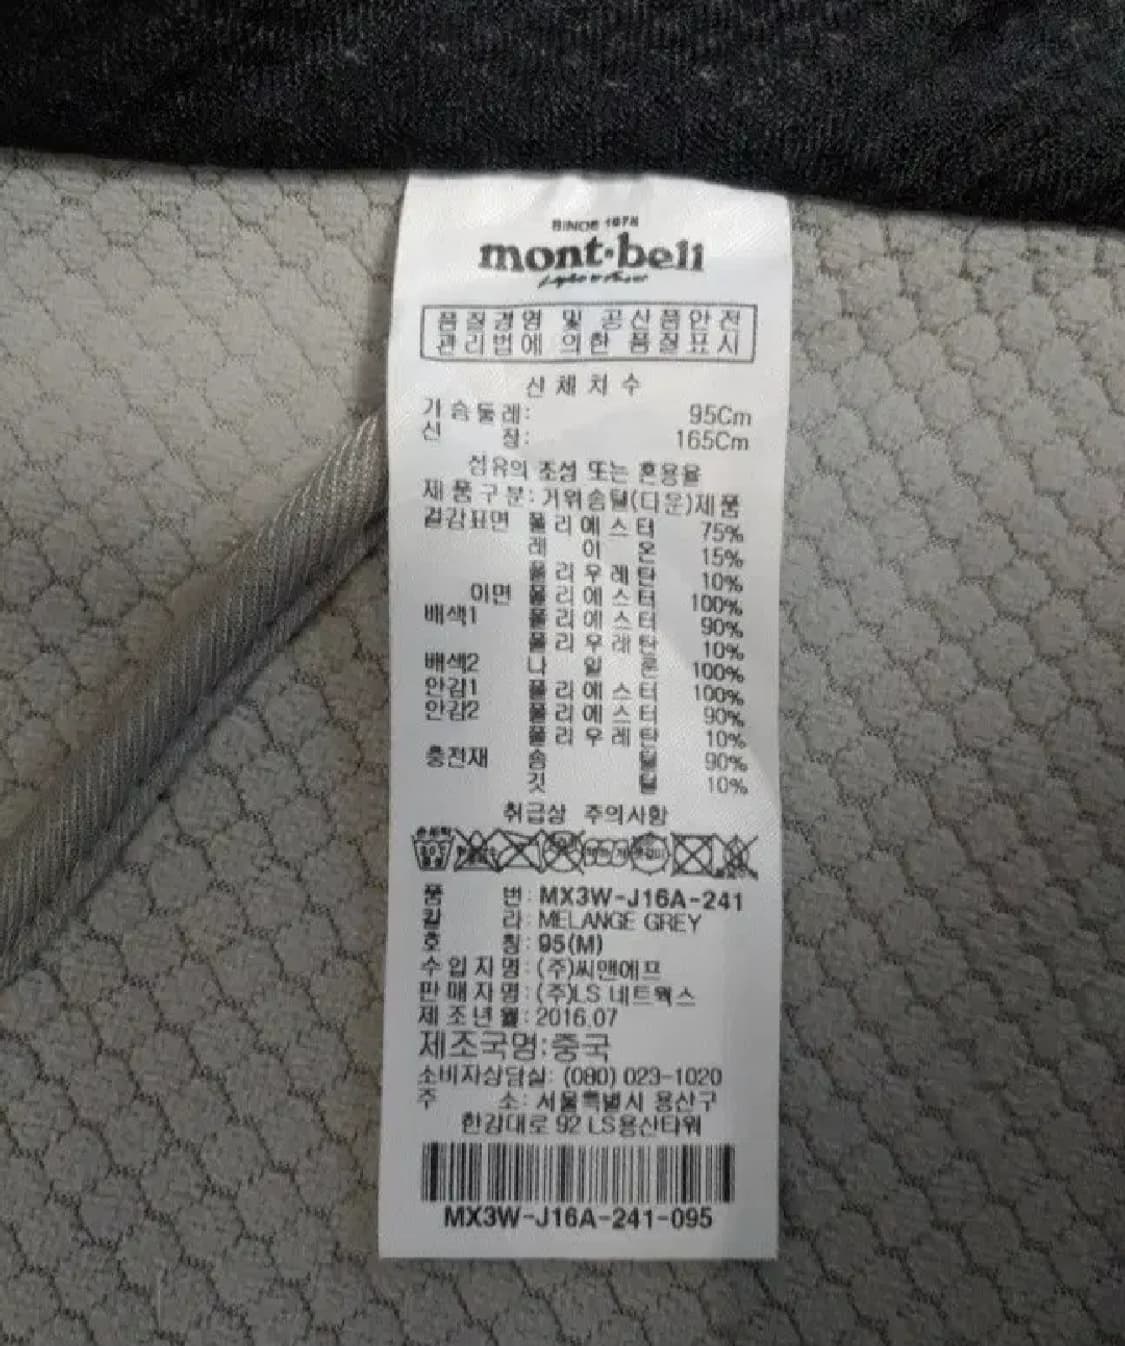 SINCE 1975
mont·bell
품질경영 및 공산품안전
관리법에 의한 품질표시
신체치수
가슴둘레: 95Cm
신 장: 165Cm
섬유의 조성 또는 혼용율
제품구분: 거위솜털(다운)제품
겉감표면 폴리에스터 75%
레이온 15%
폴리우레탄 10%
이면 폴리에스터 100%
배색1 폴리에스터 90%
폴리우레탄 10%
배색2 나일론 100%
안감1 폴리에스터 100%
안감2 폴리에스터 90%
폴리우레탄 10%
충전재 솜털 90%
깃털 10%
취급상 주의사항
품 번: MX3W-J16A-241
칼 라: MELANGE GREY
호 칭: 95(M)
수입자명: (주)씨맨에프
판매자명: (주)LS 네트웍스
제조년월: 2016.07
제조국명: 중국
소비자상담실: (080) 023-1020
주 소: 서울특별시 용산구
한강대로 92 LS용산타워
MX3W-J16A-241-095